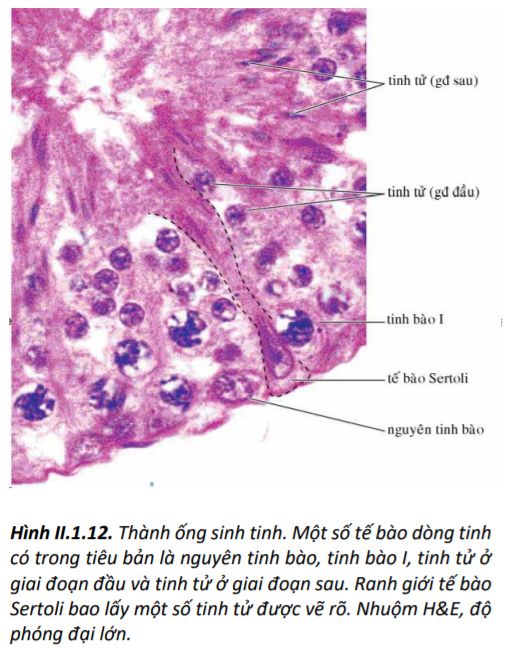 tinh tử (gđ sau)
tinh tử (gđ đầu)
tinh bào I
tế bào Sertoli
nguyên tinh bào
Hình II.1.12. Thành ống sinh tinh. Một số tế bào dòng tinh
có trong tiêu bản là nguyên tinh bào, tinh bào I, tinh tử ở
giai đoạn đầu và tinh tử ở giai đoạn sau. Ranh giới tế bào
Sertoli bao lấy một số tinh tử được vẽ rõ. Nhuộm H&E, độ
phóng đại lớn.